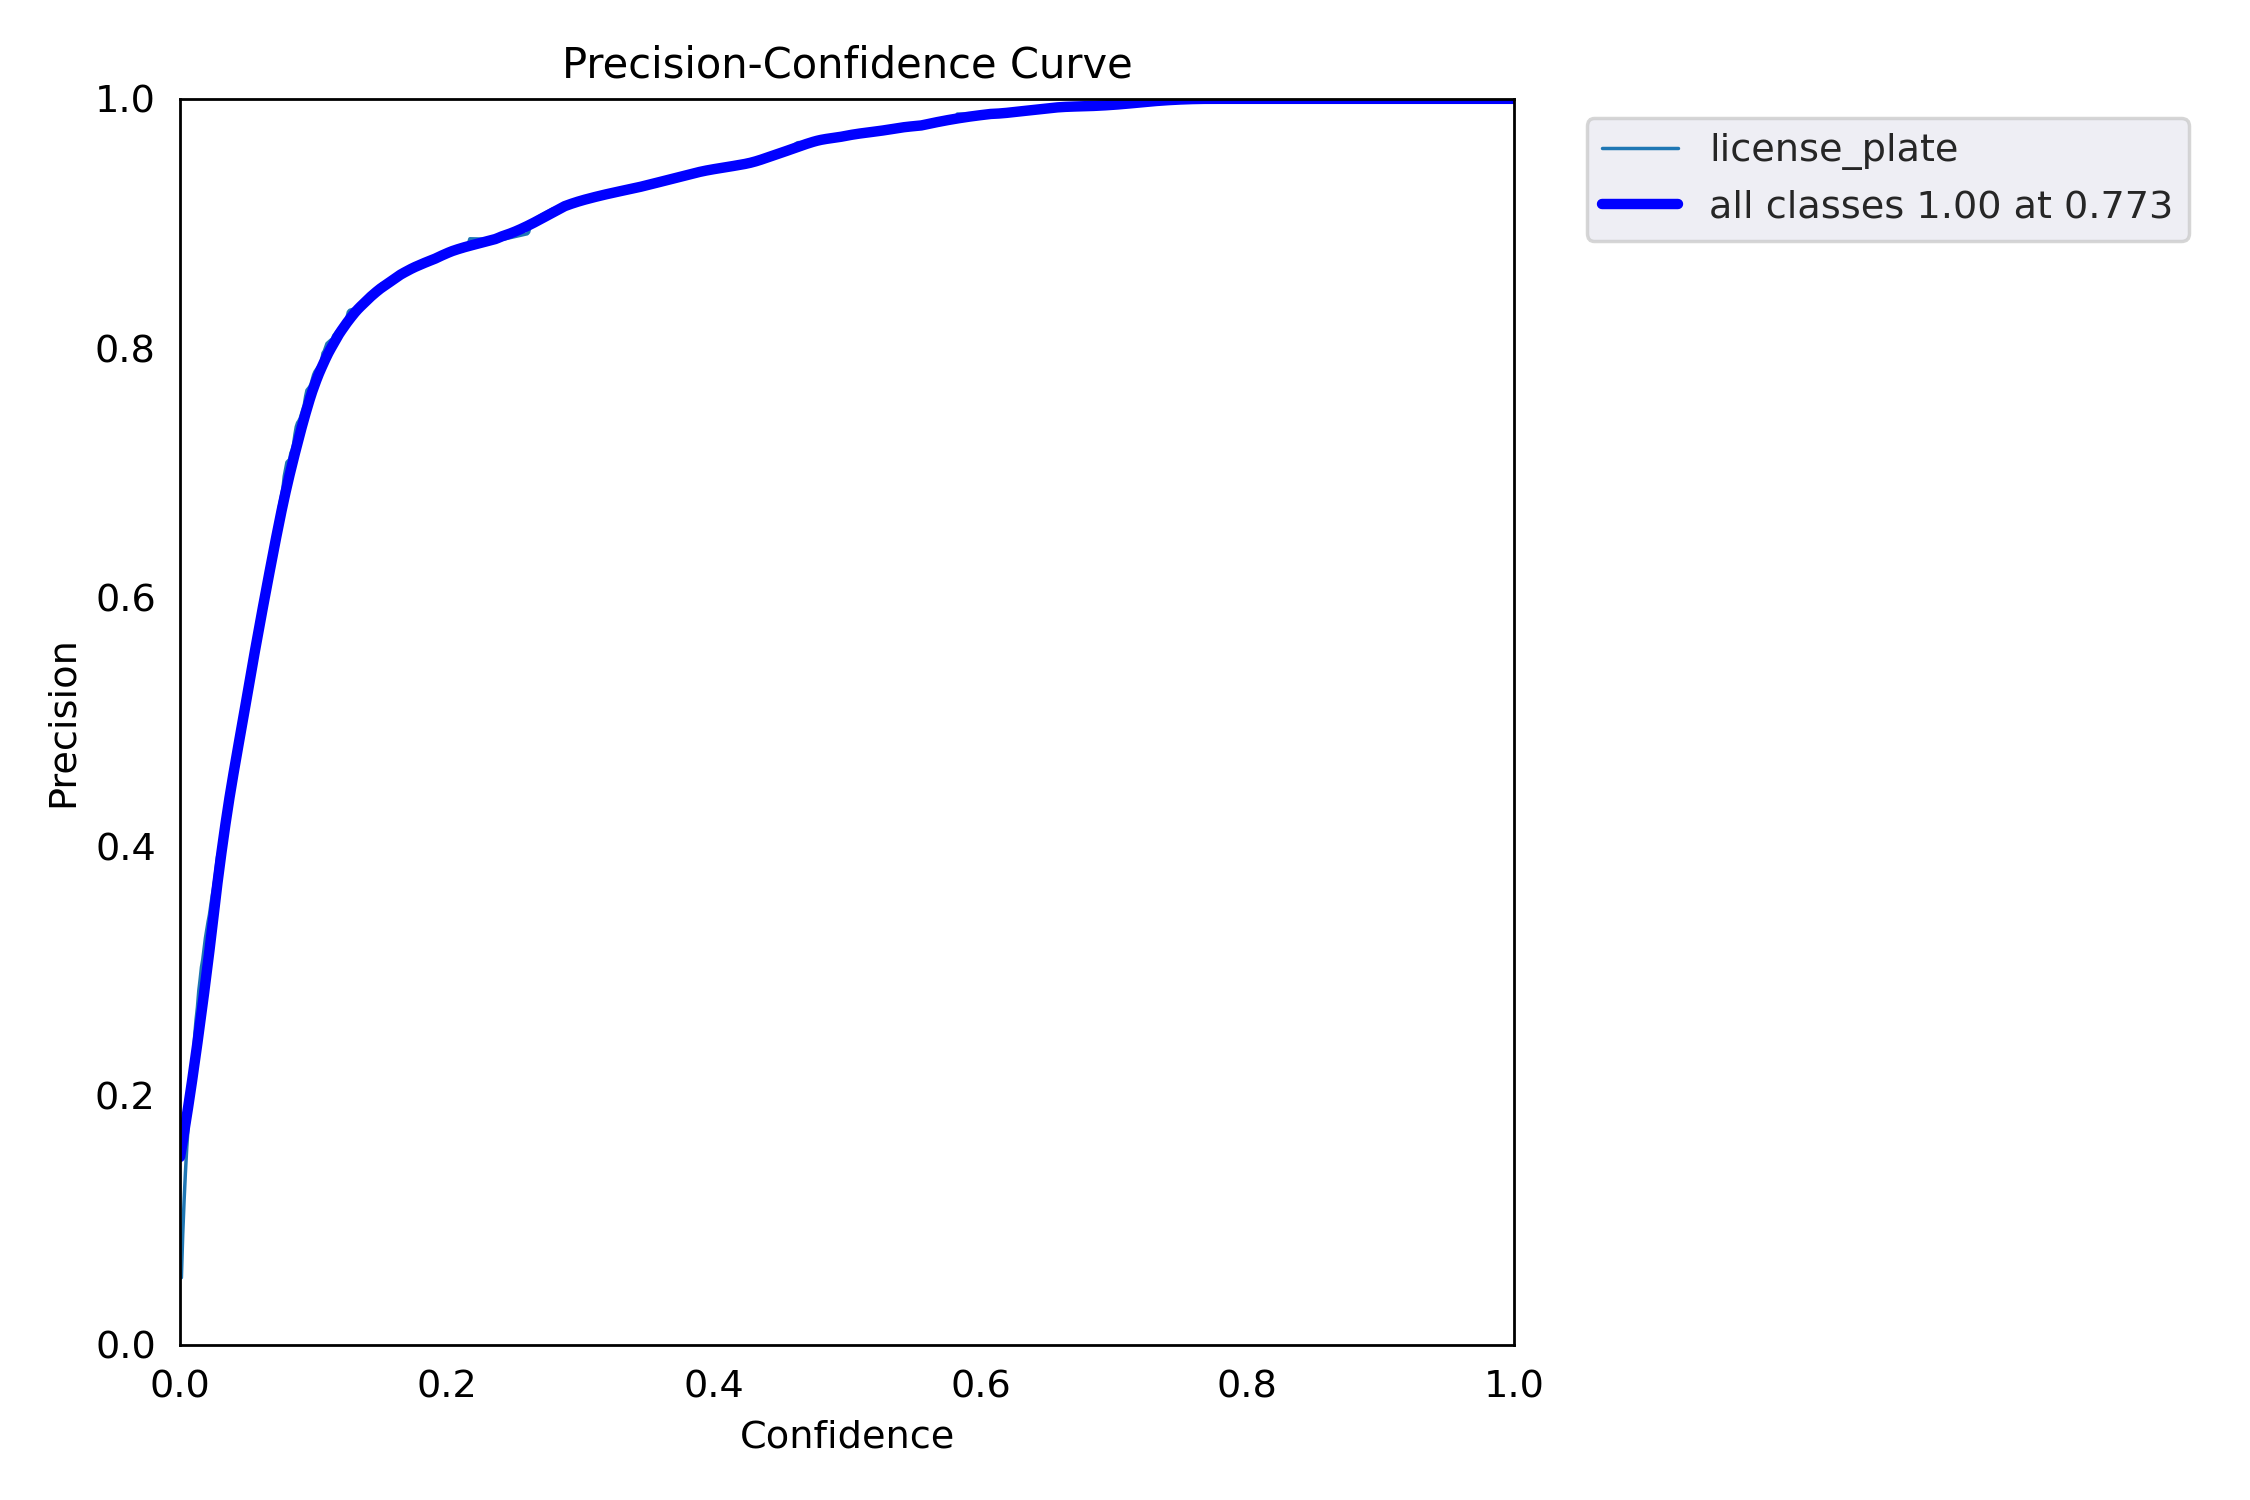 Precision-Confidence Curve
1.0
0.8
0.6
0.4
0.2
0.0
Precision
0.0 0.2 0.4 0.6 0.8 1.0
Confidence
license_plate
all classes 1.00 at 0.773